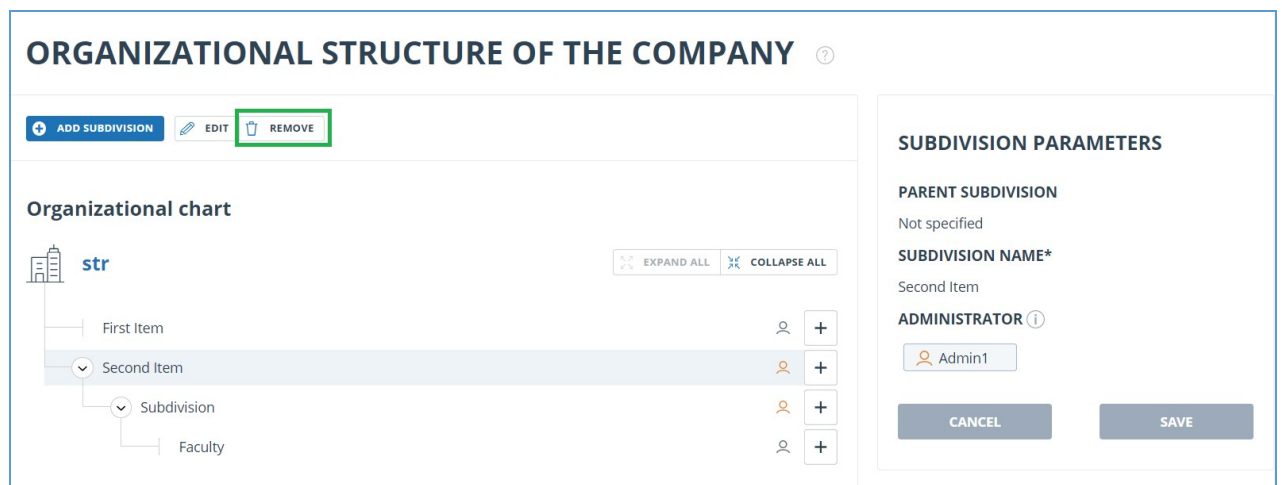 ORGANIZATIONAL STRUCTURE OF THE COMPANY ?
ADD SUBDIVISION EDIT REMOVE
Organizational chart
str
EXPAND ALL COLLAPSE ALL
First Item
Second Item
Subdivision
Faculty
SUBDIVISION PARAMETERS
PARENT SUBDIVISION
Not specified
SUBDIVISION NAME*
Second Item
ADMINISTRATOR i
Admin1
CANCEL SAVE